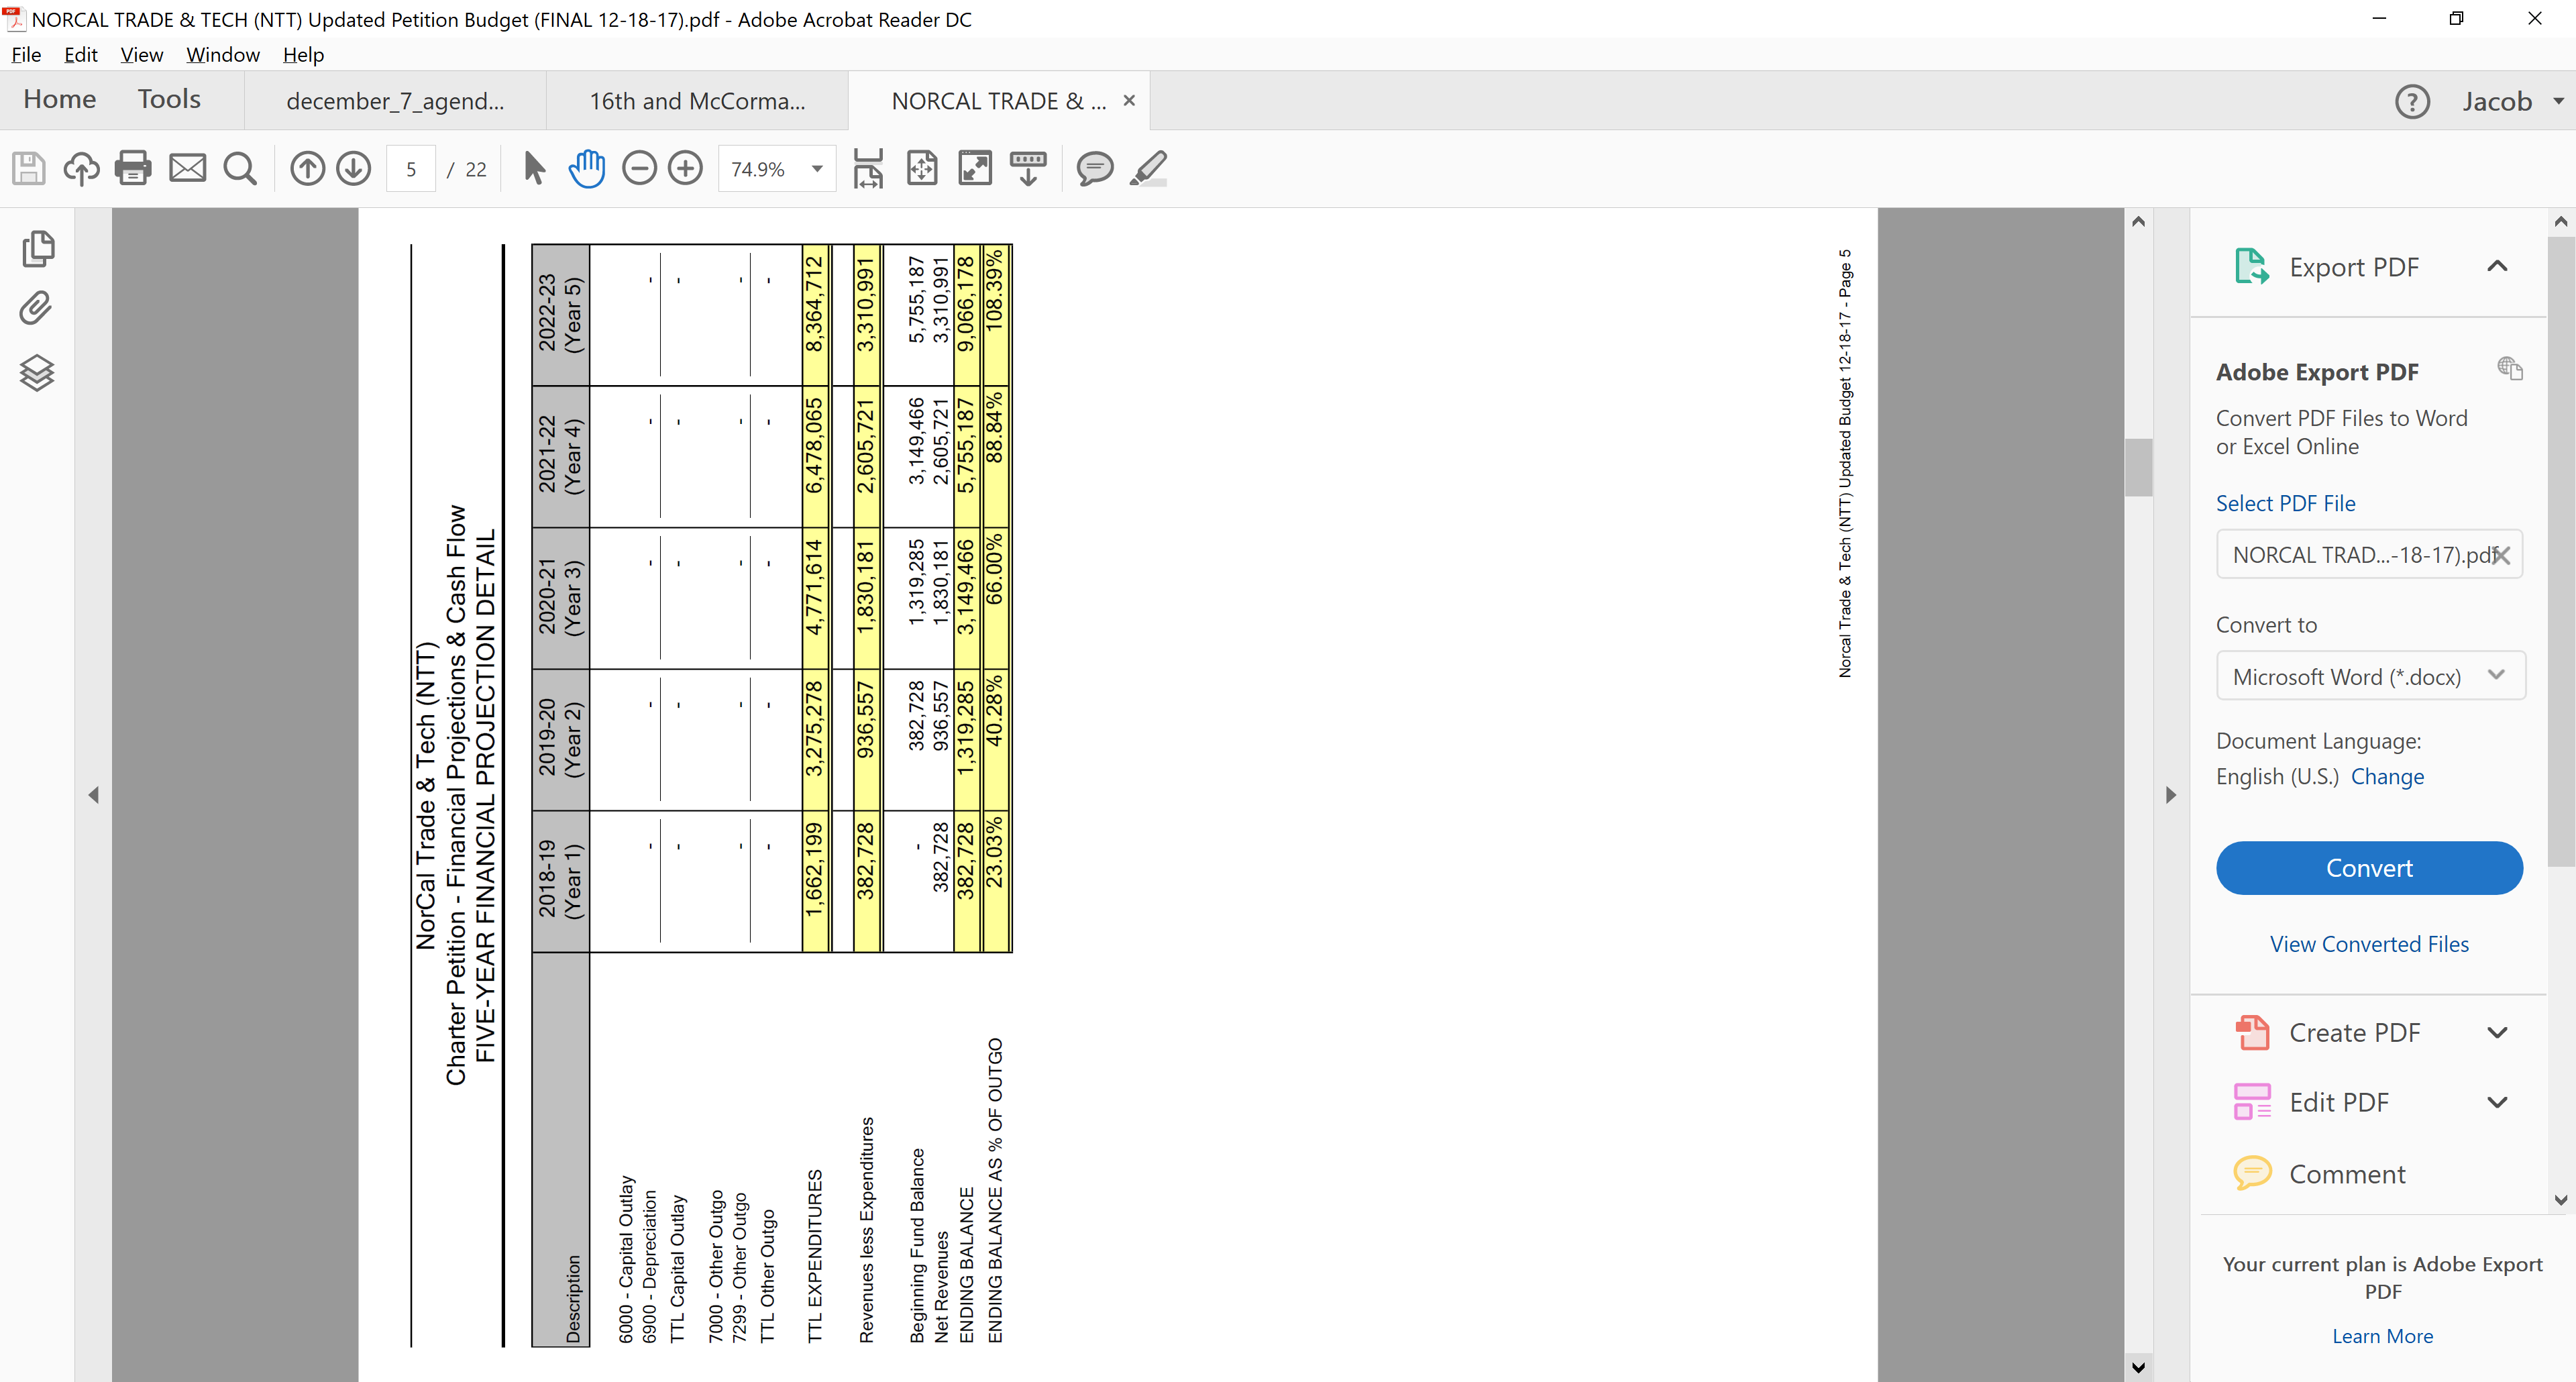 NORCAL TRADE & TECH (NTT) Updated Petition Budget (FINAL 12-18-17).pdf - Adobe Acrobat Reader DC
File Edit View Window Help
Home Tools december_7_agend... 16th and McCorma... NORCAL TRADE & ... × ? Jacob
5 / 22 74.9%
NorCal Trade & Tech (NTT)
Charter Petition - Financial Projections & Cash Flow
FIVE-YEAR FINANCIAL PROJECTION DETAIL
Description 2018-19 (Year 1) 2019-20 (Year 2) 2020-21 (Year 3) 2021-22 (Year 4) 2022-23 (Year 5)
6000 - Capital Outlay
6900 - Depreciation - - - - -
TTL Capital Outlay - - - - -
7000 - Other Outgo
7299 - Other Outgo - - - - -
TTL Other Outgo - - - - -
TTL EXPENDITURES 1,662,199 3,275,278 4,771,614 6,478,065 8,364,712
Revenues less Expenditures 382,728 936,557 1,830,181 2,605,721 3,310,991
Beginning Fund Balance - 382,728 1,319,285 3,149,466 5,755,187
Net Revenues 382,728 936,557 1,830,181 2,605,721 3,310,991
ENDING BALANCE 382,728 1,319,285 3,149,466 5,755,187 9,066,178
ENDING BALANCE AS % OF OUTGO 23.03% 40.28% 66.00% 88.84% 108.39%
Norcal Trade & Tech (NTT) Updated Budget 12-18-17 - Page 5
Export PDF
Adobe Export PDF
Convert PDF Files to Word
or Excel Online
Select PDF File
NORCAL TRAD...-18-17).pdf
Convert to
Microsoft Word (*.docx)
Document Language:
English (U.S.) Change
Convert
View Converted Files
Create PDF
Edit PDF
Comment
Your current plan is Adobe Export
PDF
Learn More